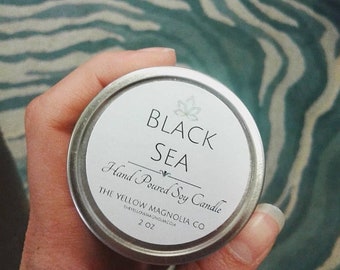 BLACK
SEA
Hand Poured Soy Candle
THE YELLOW MAGNOLIA CO
2 OZ